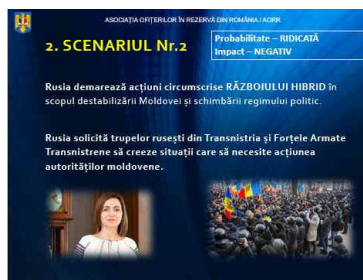 ASOCIAȚIA OFIȚERILOR ÎN REZERVĂ DIN ROMÂNIA / AORR
2. SCENARIUL Nr.2
Probabilitate – RIDICATĂ
Impact – NEGATIV
Rusia demarează acțiuni circumscrise RĂZBOIULUI HIBRID în
scopul destabilizării Moldovei și schimbării regimului politic.
Rusia solicită trupelor rusești din Transnistria și Forțele Armate
Transnistrene să creeze situații care să necesite acțiunea
autorităților moldovene.